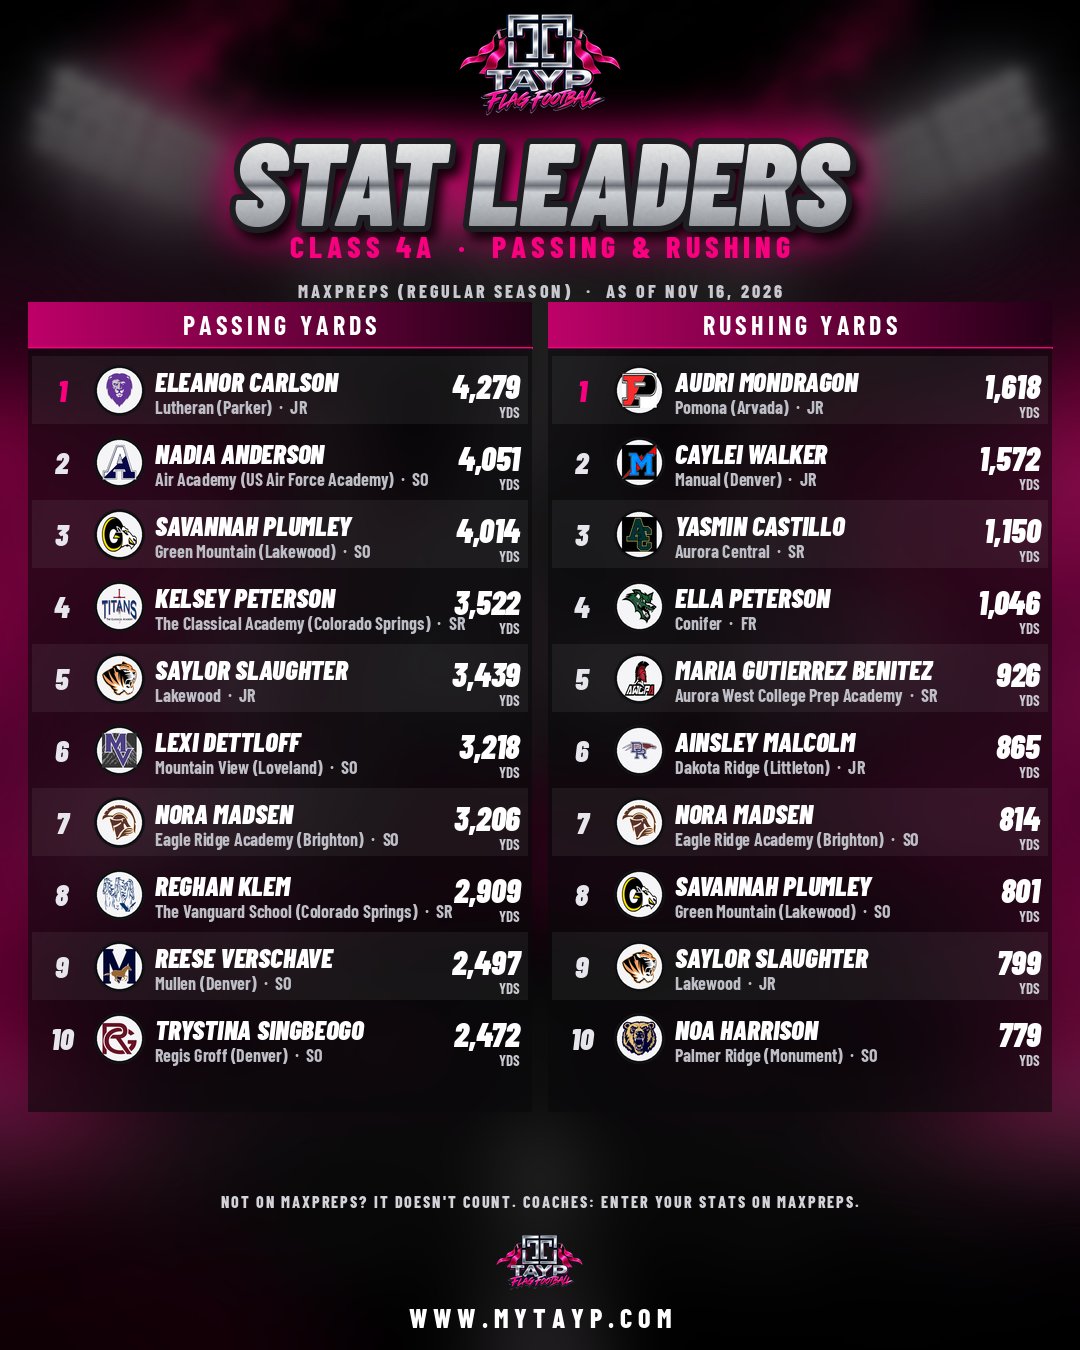 TAYP
FLAG FOOTBALL
STAT LEADERS
CLASS 4A · PASSING & RUSHING
MAXPREPS (REGULAR SEASON) · AS OF NOV 16, 2026
PASSING YARDS
1 ELEANOR CARLSON 4,279
Lutheran (Parker) · JR YDS
2 NADIA ANDERSON 4,051
Air Academy (US Air Force Academy) · SO YDS
3 SAVANNAH PLUMLEY 4,014
Green Mountain (Lakewood) · SO YDS
4 TITANS KELSEY PETERSON 3,522
The Classical Academy (Colorado Springs) · SR YDS
5 SAYLOR SLAUGHTER 3,439
Lakewood · JR YDS
6 MV LEXI DETTLOFF 3,218
Mountain View (Loveland) · SO YDS
7 NORA MADSEN 3,206
Eagle Ridge Academy (Brighton) · SO YDS
8 REGHAN KLEM 2,909
The Vanguard School (Colorado Springs) · SR YDS
9 M REESE VERSCHAVE 2,497
Mullen (Denver) · SO YDS
10 RG TRYSTINA SINGBEOGO 2,472
Regis Groff (Denver) · SO YDS
RUSHING YARDS
1 P AUDRI MONDRAGON 1,618
Pomona (Arvada) · JR YDS
2 M CAYLEI WALKER 1,572
Manual (Denver) · JR YDS
3 AC YASMIN CASTILLO 1,150
Aurora Central · SR YDS
4 ELLA PETERSON 1,046
Conifer · FR YDS
5 AWCPA MARIA GUTIERREZ BENITEZ 926
Aurora West College Prep Academy · SR YDS
6 DR AINSLEY MALCOLM 865
Dakota Ridge (Littleton) · JR YDS
7 NORA MADSEN 814
Eagle Ridge Academy (Brighton) · SO YDS
8 SAVANNAH PLUMLEY 801
Green Mountain (Lakewood) · SO YDS
9 SAYLOR SLAUGHTER 799
Lakewood · JR YDS
10 NOA HARRISON 779
Palmer Ridge (Monument) · SO YDS
NOT ON MAXPREPS? IT DOESN'T COUNT. COACHES: ENTER YOUR STATS ON MAXPREPS.
TAYP
FLAG FOOTBALL
WWW.MYTAYP.COM